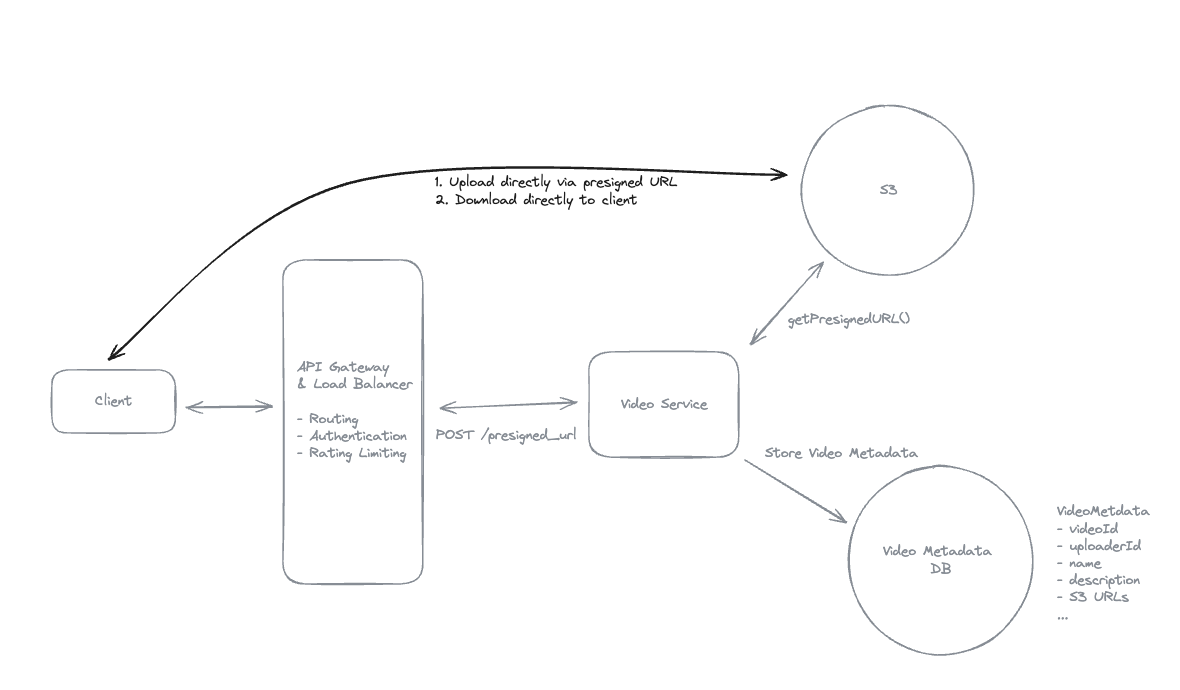 1. Upload directly via presigned URL
2. Download directly to client
S3
getPresignedURL()
Client
API Gateway
& Load Balancer
- Routing
- Authentication
- Rating Limiting
POST /presigned_url
Video Service
Store Video Metadata
Video Metadata
DB
VideoMetdata
- videoId
- uploaderId
- name
- description
- S3 URLs
...